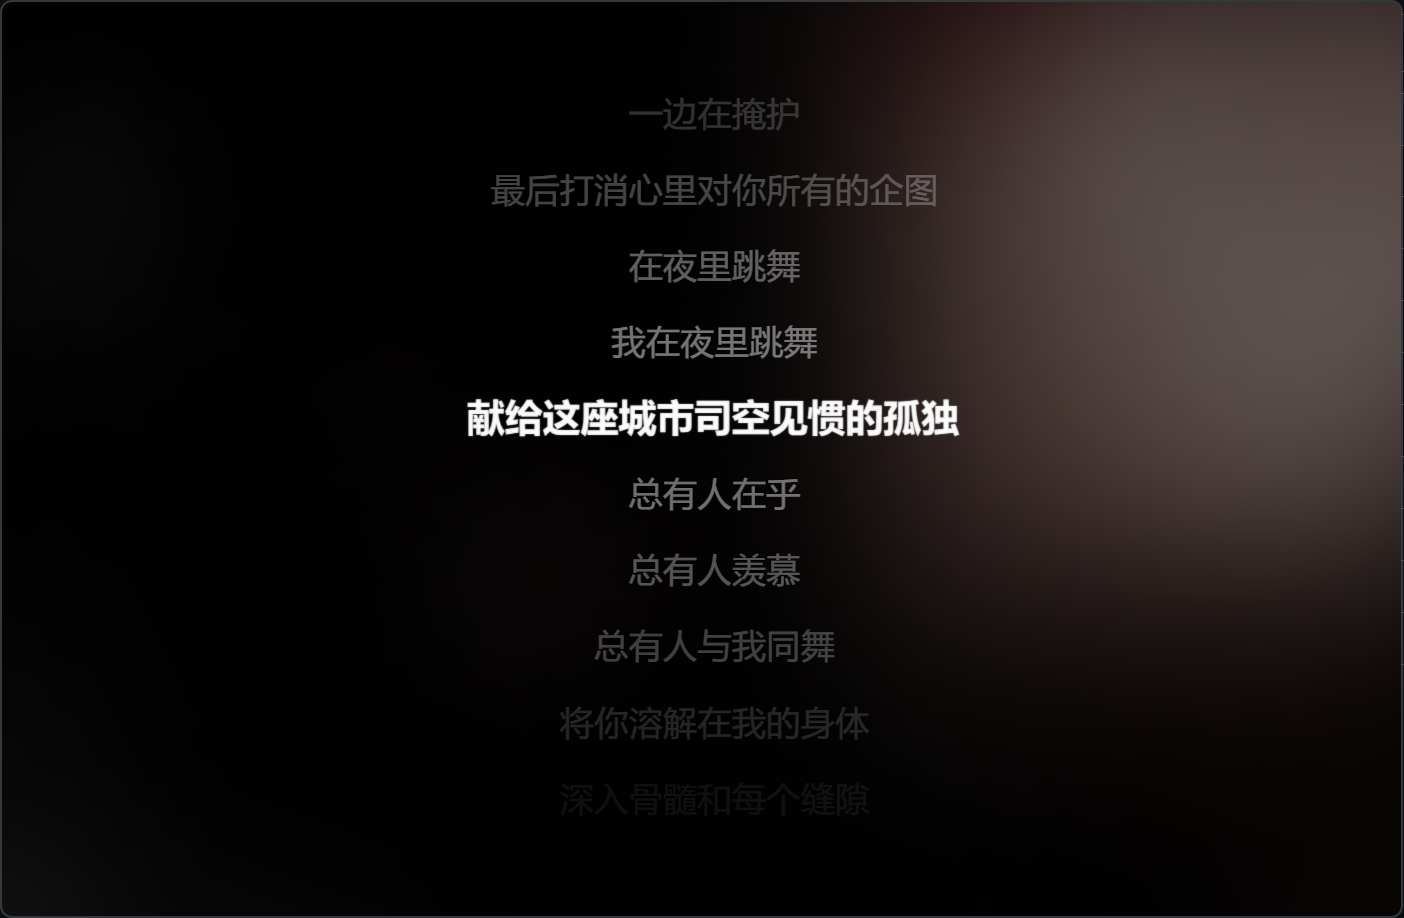 一边在掩护
最后打消心里对你所有的企图
在夜里跳舞
我在夜里跳舞
献给这座城市司空见惯的孤独
总有人在乎
总有人羡慕
总有人与我同舞
将你溶解在我的身体
深入骨髓和每个缝隙